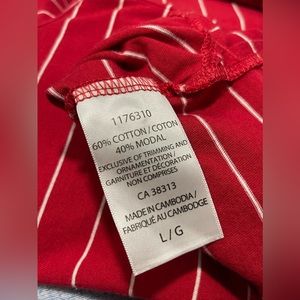 1176310
60% COTTON / COTON
40% MODAL
EXCLUSIVE OF TRIMMING AND
ORNAMENTATION/
GARNITURE ET DÉCORATION
NON COMPRISES
CA 38313
MADE IN CAMBODIA/
FABRIQUÉ AU CAMBODGE
L/G